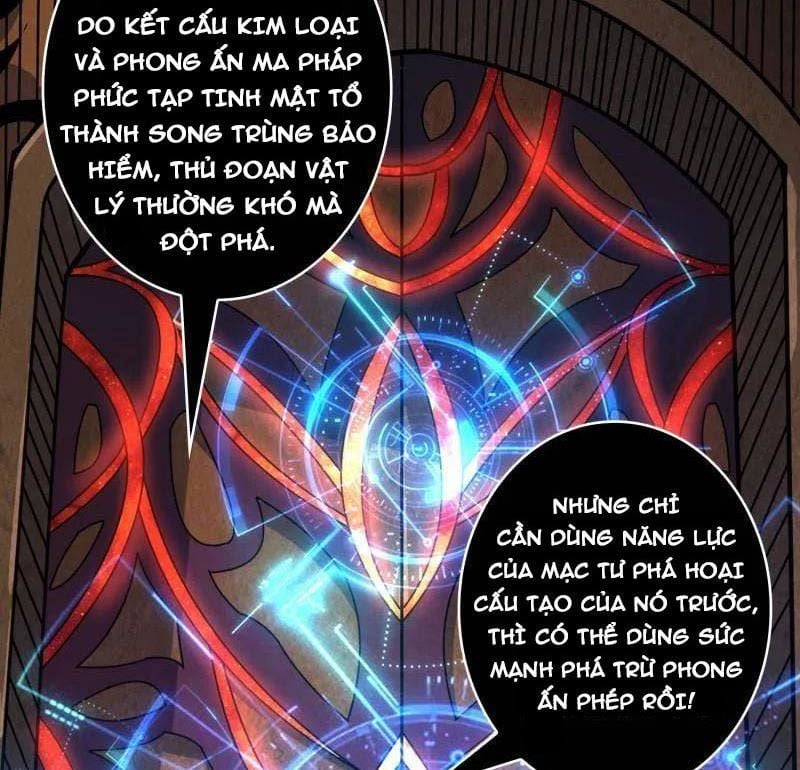 DO KẾT CẤU KIM LOẠI
VÀ PHONG ẤN MA PHÁP
PHỨC TẠP TINH MẬT TỔ
THÀNH SONG TRÙNG BẢO
HIỂM, THỦ ĐOẠN VẬT
LÝ THƯỜNG KHÓ MÀ
ĐỘT PHÁ.
NHƯNG CHỈ
CẦN DÙNG NĂNG LỰC
CỦA MẠC TƯ PHÁ HOẠI
CẤU TẠO CỦA NÓ TRƯỚC,
THÌ CÓ THỂ DÙNG SỨC
MẠNH PHÁ TRỪ PHONG
ẤN PHÉP RỒI!